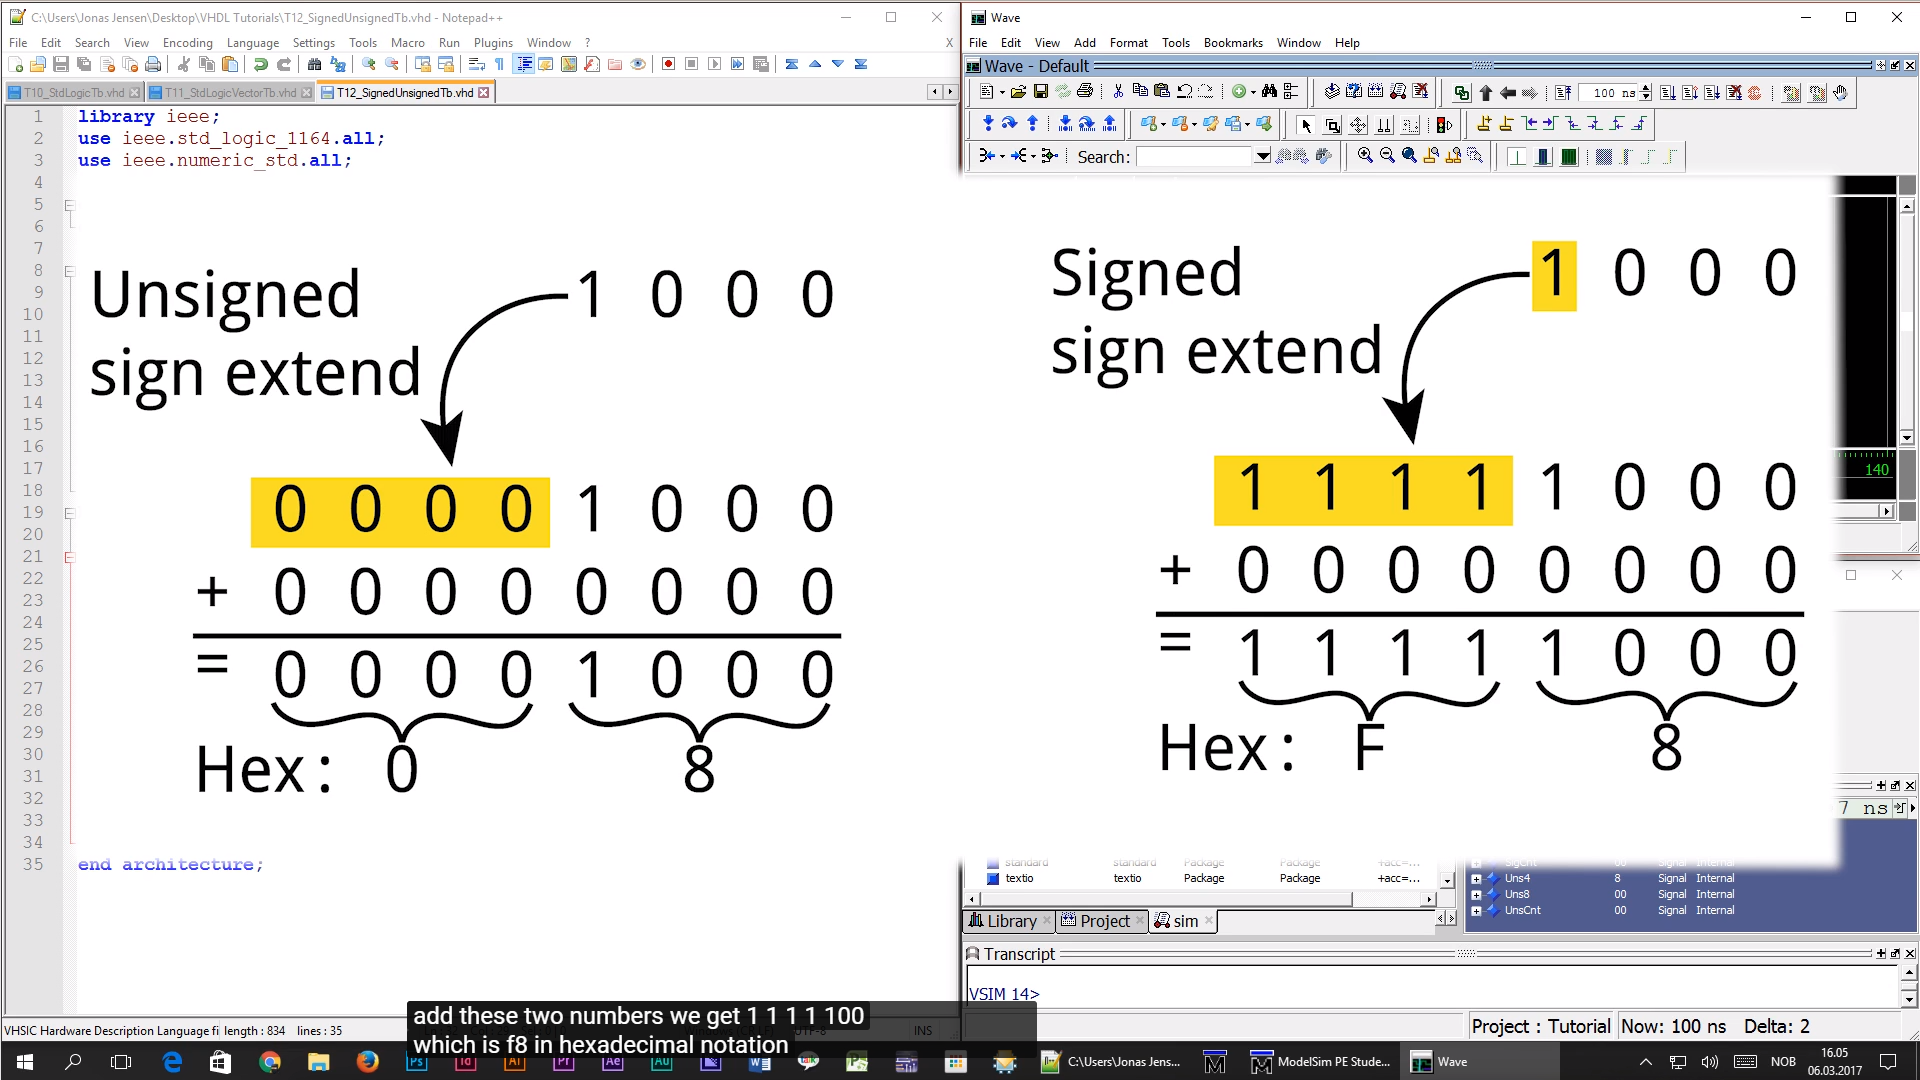 C:\Users\Jonas Jensen\Desktop\VHDL Tutorials\T12_SignedUnsignedTb.vhd - Notepad++
File Edit Search View Encoding Language Settings Tools Macro Run Plugins Window ? X
T10_StdLogicTb.vhd T11_StdLogicVectorTb.vhd T12_SignedUnsignedTb.vhd
1 library ieee;
2 use ieee.std_logic_1164.all;
3 use ieee.numeric_std.all;
4
5
6
7
8
9
10
11
12
13
14
15
16
17
18
19
20
21
22
23
24
25
26
27
28
29
30
31
32
33
34
35 end architecture;
Unsigned
sign extend
1 0 0 0
0 0 0 0 1 0 0 0
+ 0 0 0 0 0 0 0 0
= 0 0 0 0 1 0 0 0
Hex: 0 8
VHSIC Hardware Description Language fi length : 834 lines : 35 INS
Wave
File Edit View Add Format Tools Bookmarks Window Help
Wave - Default
100 ns
Search:
Signed
sign extend
1 0 0 0
1 1 1 1 1 0 0 0
+ 0 0 0 0 0 0 0 0
= 1 1 1 1 1 0 0 0
Hex: F 8
140
7 ns
standard standard Package Package +acc=...
textio textio Package Package +acc=...
SigCnt 00 Signal Internal
Uns4 8 Signal Internal
Uns8 00 Signal Internal
UnsCnt 00 Signal Internal
Library Project sim
Transcript
VSIM 14>
Project : Tutorial Now: 100 ns Delta: 2
add these two numbers we get 1 1 1 1 100
which is f8 in hexadecimal notation
C:\Users\Jonas Jens... ModelSim PE Stude... Wave
NOB
16.05
06.03.2017